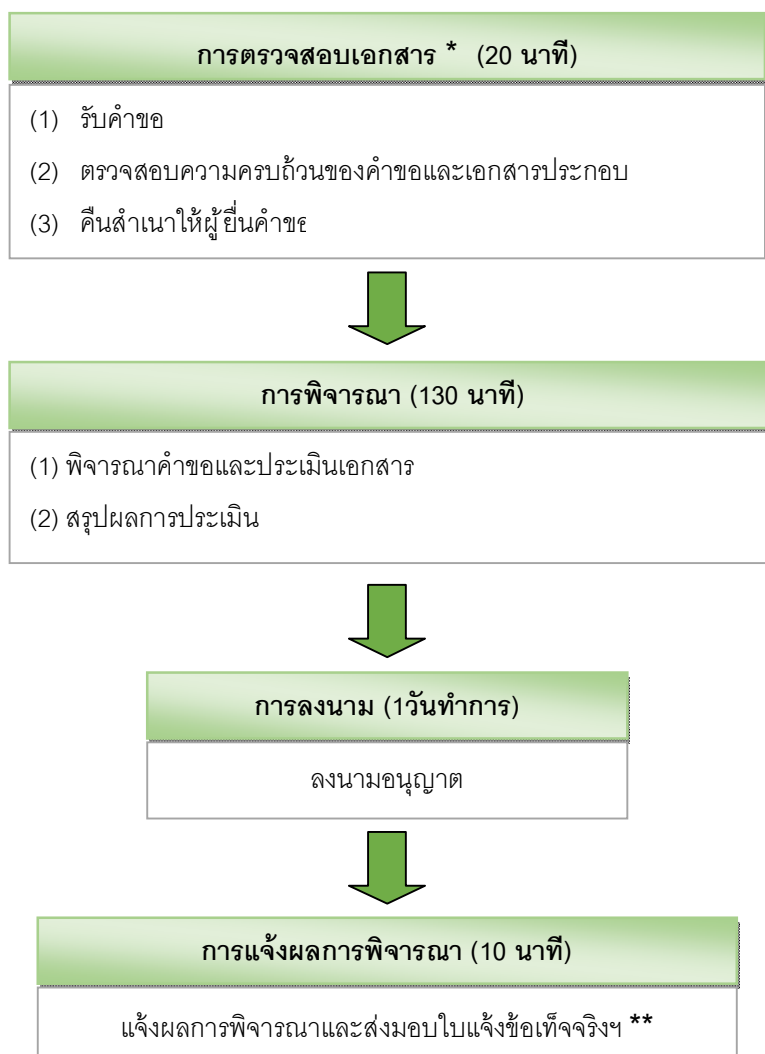 การตรวจสอบเอกสาร * (20 นาที)
(1) รับคำขอ
(2) ตรวจสอบความครบถ้วนของคำขอและเอกสารประกอบ
(3) คืนสำเนาให้ผู้ยื่นคำขอ
การพิจารณา (130 นาที)
(1) พิจารณาคำขอและประเมินเอกสาร
(2) สรุปผลการประเมิน
การลงนาม (1วันทำการ)
ลงนามอนุญาต
การแจ้งผลการพิจารณา (10 นาที)
แจ้งผลการพิจารณาและส่งมอบใบแจ้งข้อเท็จจริงฯ **